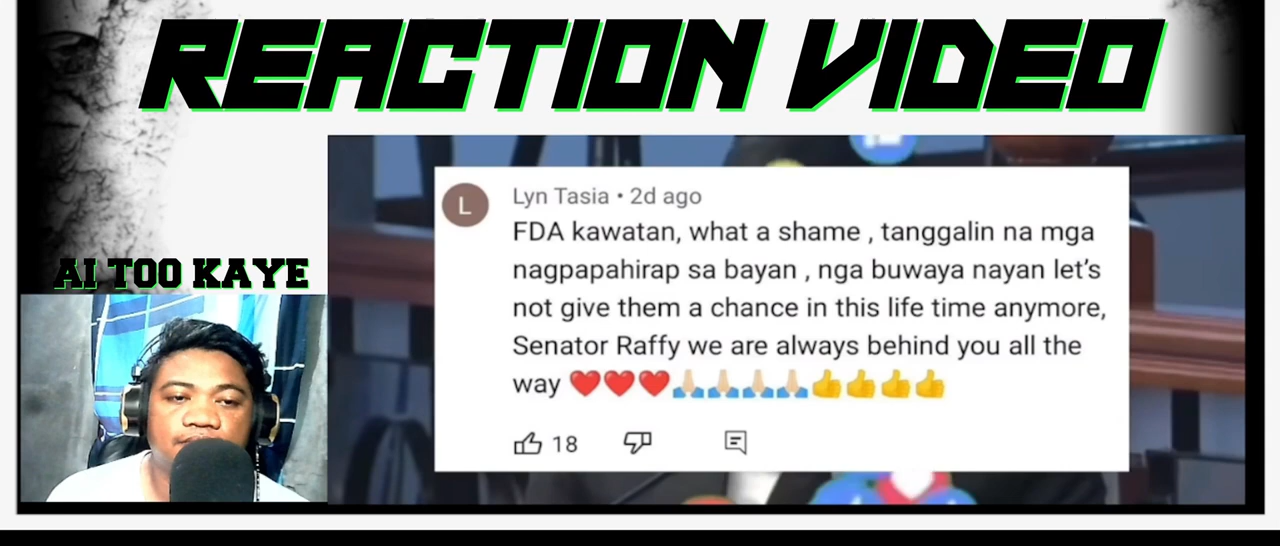 REACTION VIDEO
Lyn Tasia • 2d ago
L
FDA kawatan, what a shame , tanggalin na mga
nagpapahirap sa bayan , nga buwaya nayan let's
not give them a chance in this life time anymore,
Senator Raffy we are always behind you all the
way ❤️❤️❤️🙏🏼🙏🏼🙏🏼🙏🏼👍👍👍👍
18
AI TOO KAYE